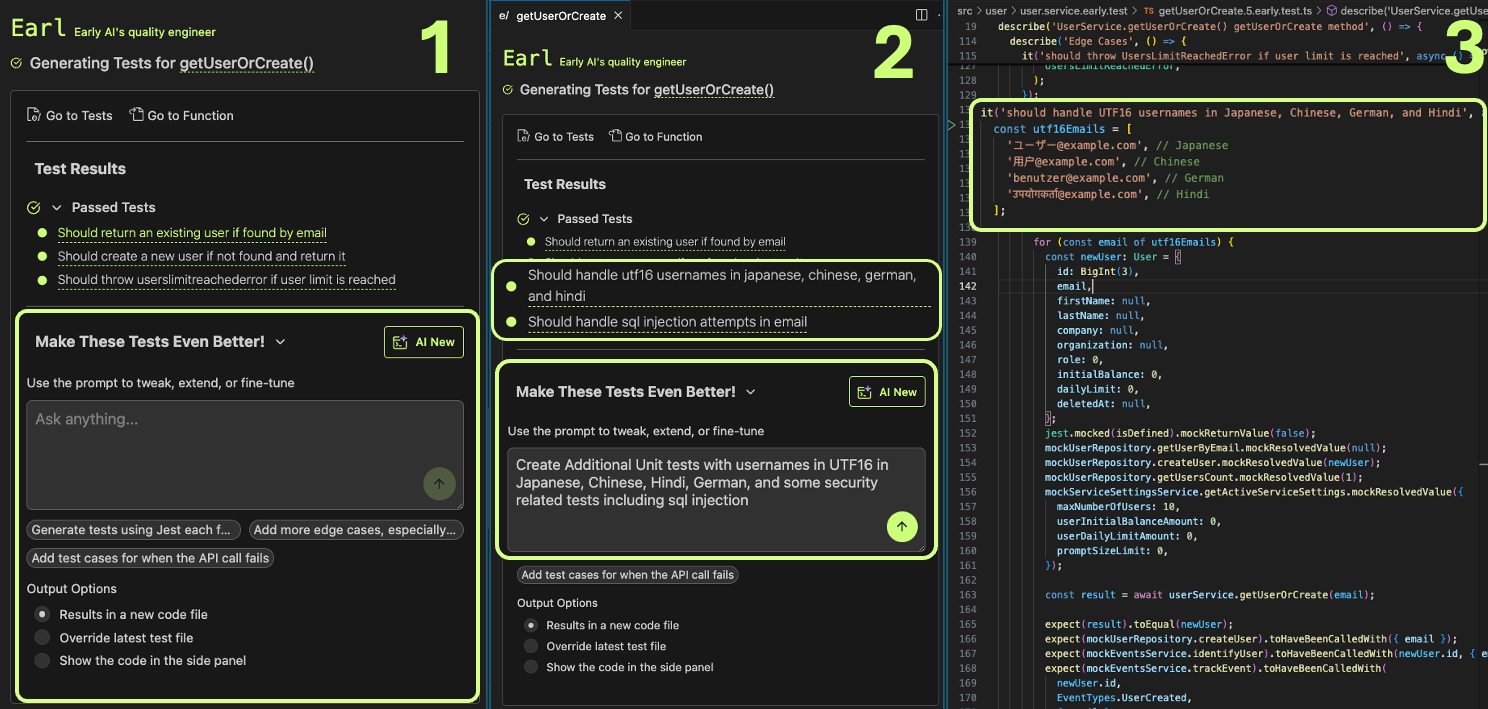 Earl Early AI's quality engineer
1
Generating Tests for getUserOrCreate()
Go to Tests Go to Function
Test Results
Passed Tests
Should return an existing user if found by email
Should create a new user if not found and return it
Should throw userslimitreachederror if user limit is reached
Make These Tests Even Better!
AI New
Use the prompt to tweak, extend, or fine-tune
Ask anything...
Generate tests using Jest each f... Add more edge cases, especially...
Add test cases for when the API call fails
Output Options
Results in a new code file
Override latest test file
Show the code in the side panel
e/ getUserOrCreate
2
Earl Early AI's quality engineer
Generating Tests for getUserOrCreate()
Go to Tests Go to Function
Test Results
Passed Tests
Should return an existing user if found by email
Should handle utf16 usernames in japanese, chinese, german,
and hindi
Should handle sql injection attempts in email
Make These Tests Even Better!
AI New
Use the prompt to tweak, extend, or fine-tune
Create Additional Unit tests with usernames in UTF16 in
Japanese, Chinese, Hindi, German, and some security
related tests including sql injection
Add test cases for when the API call fails
Output Options
Results in a new code file
Override latest test file
Show the code in the side panel
src > user > user.service.early.test > TS getUserOrCreate.5.early.test.ts > describe('UserService.getUse
3
19 describe('UserService.getUserOrCreate() getUserOrCreate method', () => {
114 describe('Edge Cases', () => {
115 it('should throw UsersLimitReachedError if user limit is reached', async () =
127 UsersLimitReachedError,
128 );
129 });
it('should handle UTF16 usernames in Japanese, Chinese, German, and Hindi',
const utf16Emails = [
'ユーザー@example.com', // Japanese
'用户@example.com', // Chinese
'benutzer@example.com', // German
'उपयोगकर्ता@example.com', // Hindi
];
139 for (const email of utf16Emails) {
140 const newUser: User = {
141 id: BigInt(3),
142 email,
143 firstName: null,
144 lastName: null,
145 company: null,
146 organization: null,
147 role: 0,
148 initialBalance: 0,
149 dailyLimit: 0,
150 deletedAt: null,
151 };
152 jest.mocked(isDefined).mockReturnValue(false);
153 mockUserRepository.getUserByEmail.mockResolvedValue(null);
154 mockUserRepository.createUser.mockResolvedValue(newUser);
155 mockUserRepository.getUsersCount.mockResolvedValue(1);
156 mockServiceSettingsService.getActiveServiceSettings.mockResolvedValue({
157 maxNumberOfUsers: 10,
158 userInitialBalanceAmount: 0,
159 userDailyLimitAmount: 0,
160 promptSizeLimit: 0,
161 });
162
163 const result = await userService.getUserOrCreate(email);
164
165 expect(result).toEqual(newUser);
166 expect(mockUserRepository.createUser).toHaveBeenCalledWith({ email });
167 expect(mockEventsService.identifyUser).toHaveBeenCalledWith(newUser.id, { e
168 expect(mockEventsService.trackEvent).toHaveBeenCalledWith(
169 newUser.id,
170 EventTypes.UserCreated,